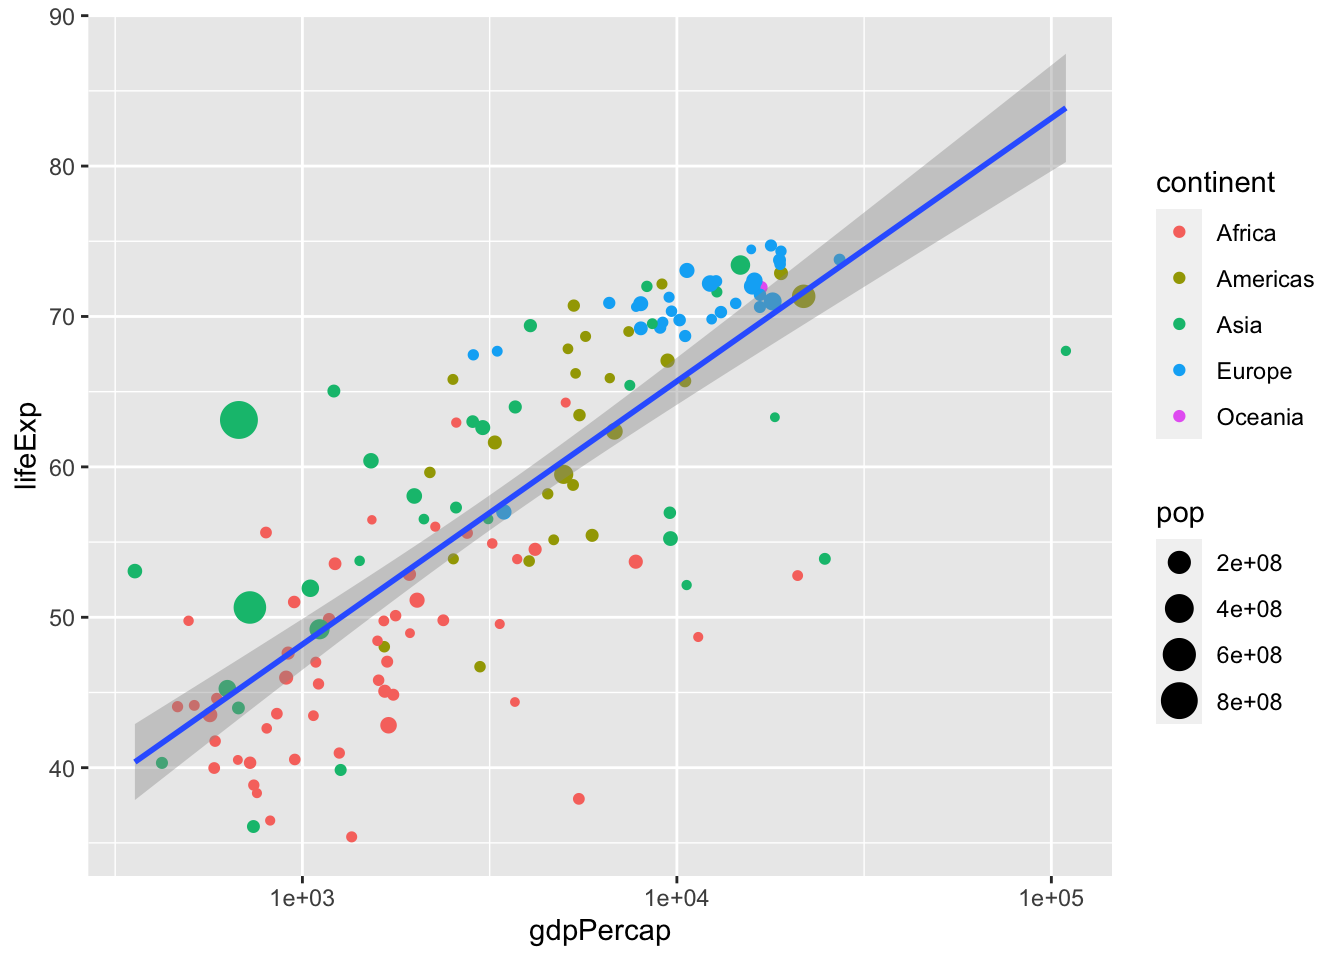 90
80
70
60
50
40
lifeExp
1e+03
1e+04
1e+05
gdpPercap
continent
Africa
Americas
Asia
Europe
Oceania
pop
2e+08
4e+08
6e+08
8e+08